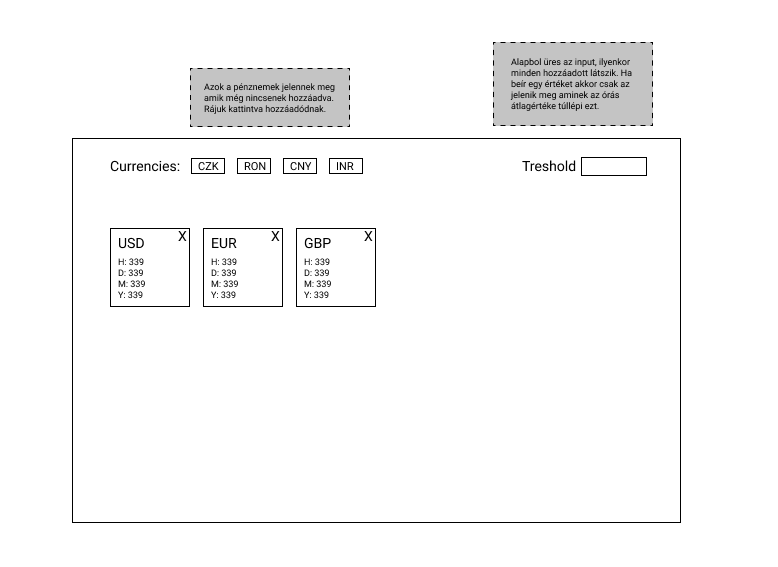 Azok a pénznemek jelennek meg
amik még nincsenek hozzáadva.
Rájuk kattintva hozzáadódnak.
Alapbol üres az input, ilyenkor
minden hozzáadott látszik. Ha
beír egy értéket akkor csak az
jelenik meg aminek az órás
átlagértéke túllépi ezt.
Currencies: CZK RON CNY INR Treshold
USD X EUR X GBP X
H: 339 H: 339 H: 339
D: 339 D: 339 D: 339
M: 339 M: 339 M: 339
Y: 339 Y: 339 Y: 339